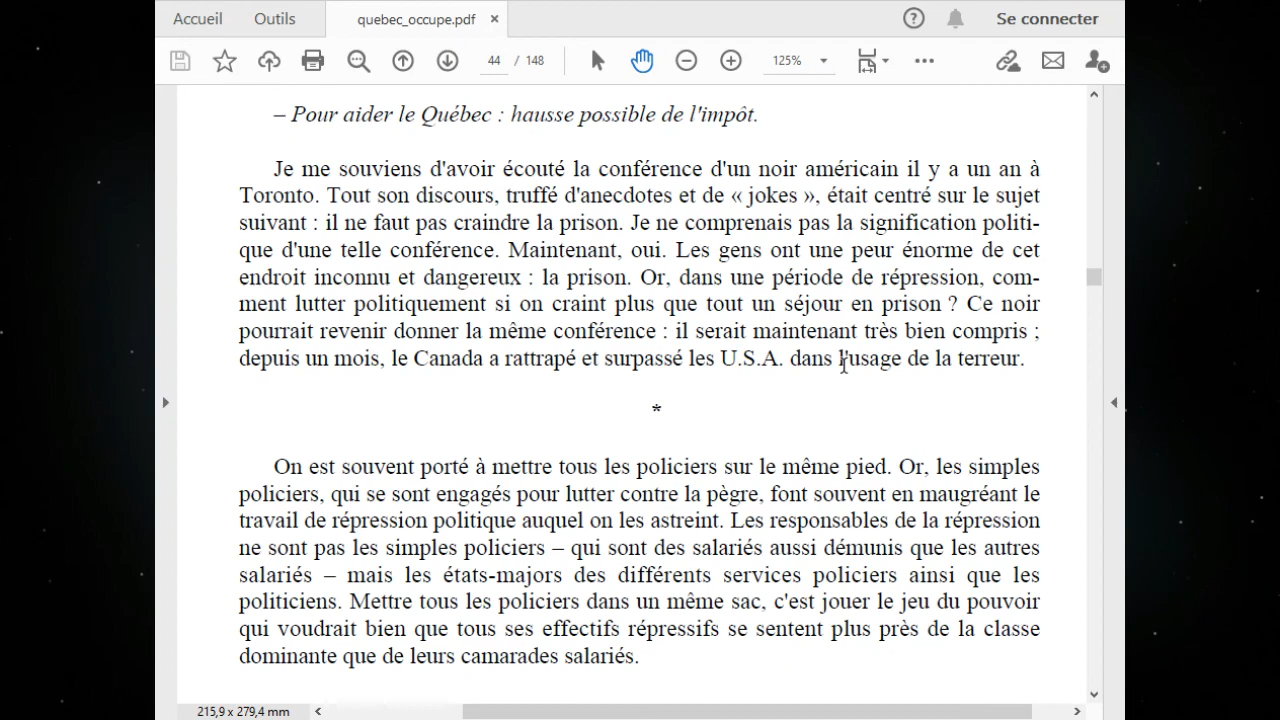 Accueil Outils quebec_occupe.pdf × ? Se connecter
44 / 148 125%
– Pour aider le Québec : hausse possible de l'impôt.
Je me souviens d'avoir écouté la conférence d'un noir américain il y a un an à
Toronto. Tout son discours, truffé d'anecdotes et de « jokes », était centré sur le sujet
suivant : il ne faut pas craindre la prison. Je ne comprenais pas la signification politi-
que d'une telle conférence. Maintenant, oui. Les gens ont une peur énorme de cet
endroit inconnu et dangereux : la prison. Or, dans une période de répression, com-
ment lutter politiquement si on craint plus que tout un séjour en prison ? Ce noir
pourrait revenir donner la même conférence : il serait maintenant très bien compris ;
depuis un mois, le Canada a rattrapé et surpassé les U.S.A. dans l'usage de la terreur.
*
On est souvent porté à mettre tous les policiers sur le même pied. Or, les simples
policiers, qui se sont engagés pour lutter contre la pègre, font souvent en maugréant le
travail de répression politique auquel on les astreint. Les responsables de la répression
ne sont pas les simples policiers – qui sont des salariés aussi démunis que les autres
salariés – mais les états-majors des différents services policiers ainsi que les
politiciens. Mettre tous les policiers dans un même sac, c'est jouer le jeu du pouvoir
qui voudrait bien que tous ses effectifs répressifs se sentent plus près de la classe
dominante que de leurs camarades salariés.
215,9 x 279,4 mm